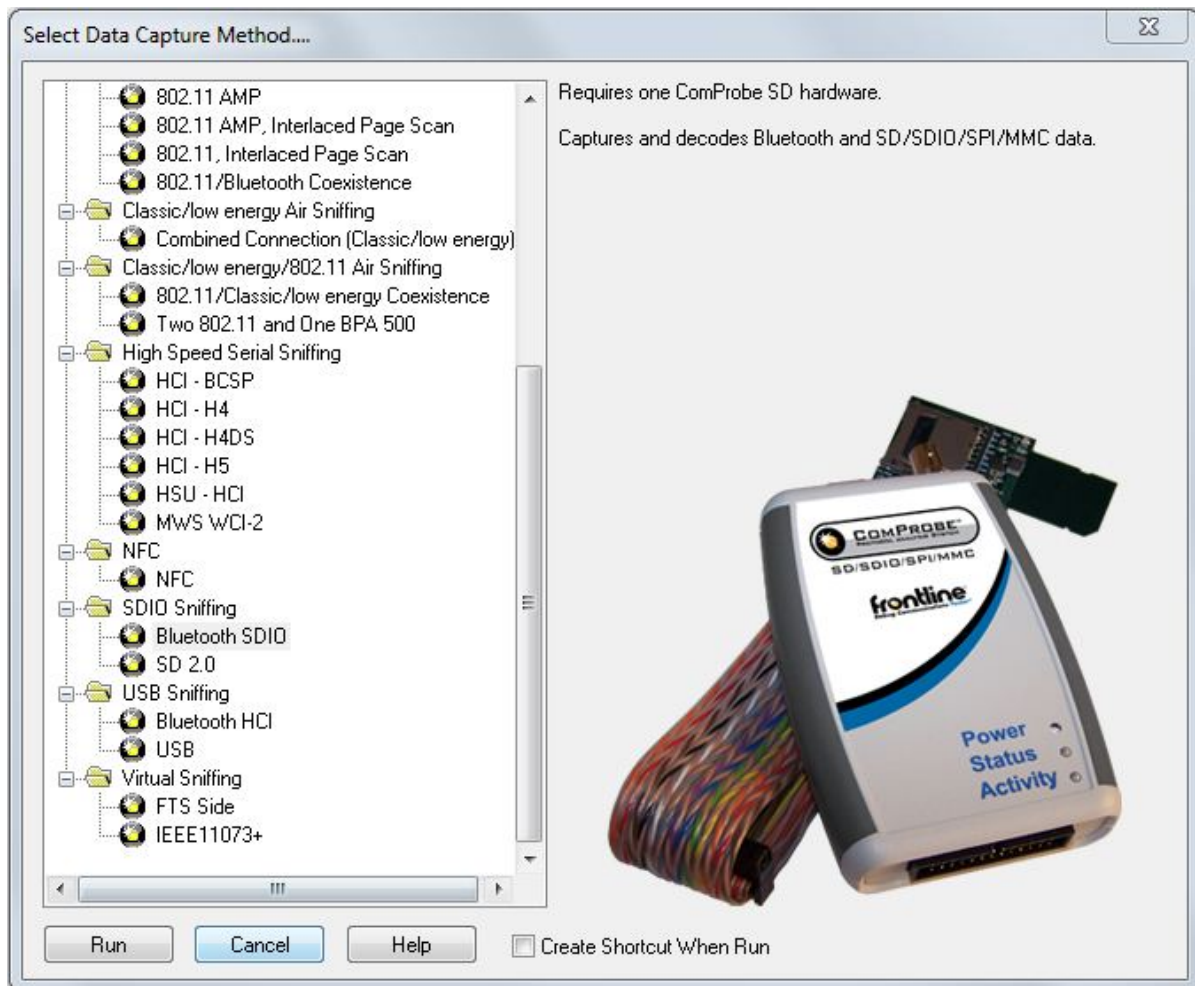 Select Data Capture Method....
802.11 AMP
802.11 AMP, Interlaced Page Scan
802.11, Interlaced Page Scan
802.11/Bluetooth Coexistence
Classic/low energy Air Sniffing
Combined Connection (Classic/low energy)
Classic/low energy/802.11 Air Sniffing
802.11/Classic/low energy Coexistence
Two 802.11 and One BPA 500
High Speed Serial Sniffing
HCI - BCSP
HCI - H4
HCI - H4DS
HCI - H5
HSU - HCI
MWS WCI-2
NFC
NFC
SDIO Sniffing
Bluetooth SDIO
SD 2.0
USB Sniffing
Bluetooth HCI
USB
Virtual Sniffing
FTS Side
IEEE11073+
Requires one ComProbe SD hardware.
Captures and decodes Bluetooth and SD/SDIO/SPI/MMC data.
COMPROBE
PROTOCOL ANALYSIS SYSTEM
SD/SDIO/SPI/MMC
frontline
Power
Status
Activity
Run
Cancel
Help
Create Shortcut When Run